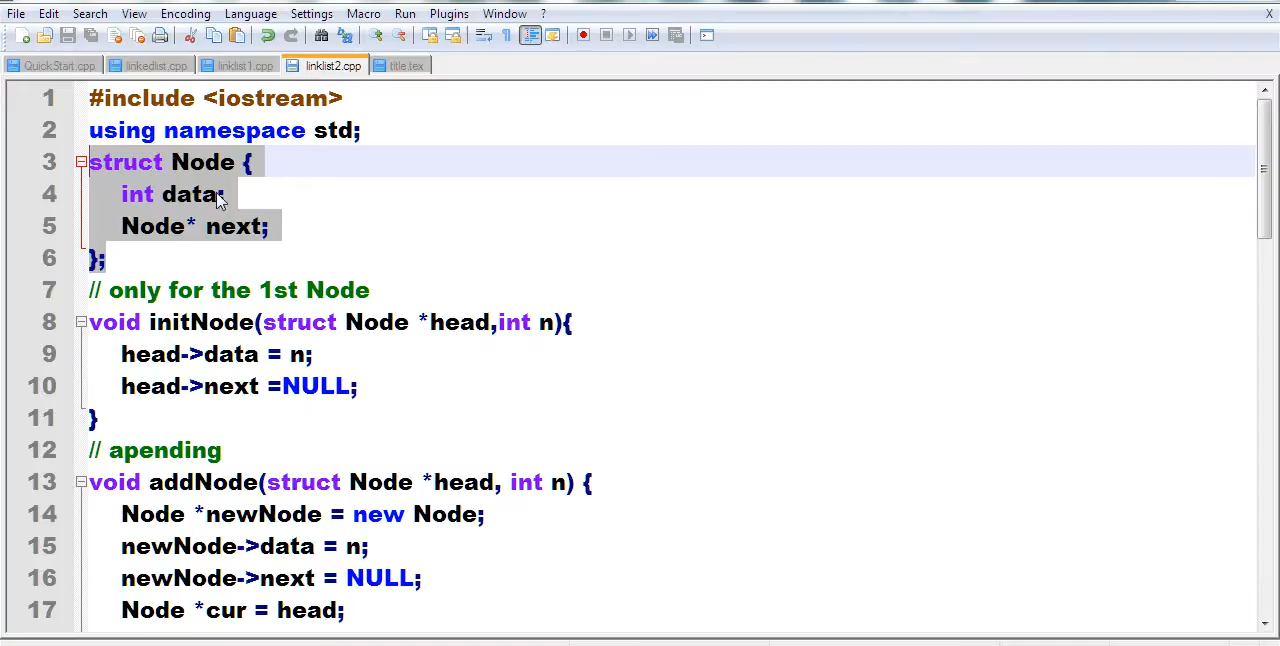 File Edit Search View Encoding Language Settings Macro Run Plugins Window ? X
QuickStart.cpp linkedlist.cpp linklist1.cpp linklist2.cpp title.tex
1 #include <iostream>
2 using namespace std;
3 struct Node {
4 int data;
5 Node* next;
6 };
7 // only for the 1st Node
8 void initNode(struct Node *head,int n){
9 head->data = n;
10 head->next =NULL;
11 }
12 // apending
13 void addNode(struct Node *head, int n) {
14 Node *newNode = new Node;
15 newNode->data = n;
16 newNode->next = NULL;
17 Node *cur = head;